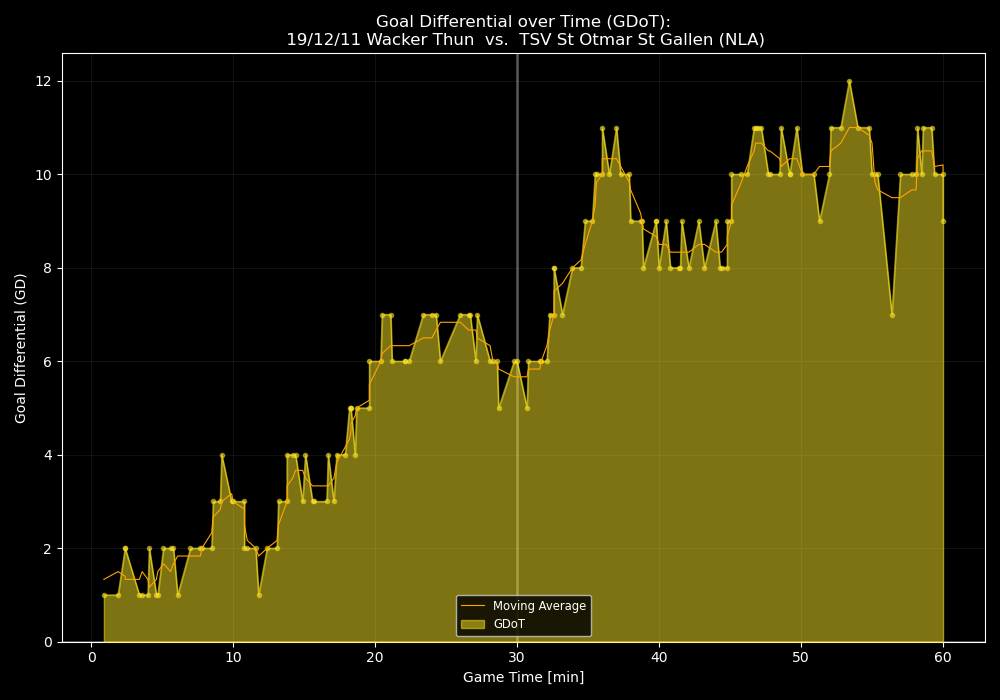 Goal Differential over Time (GDoT):
19/12/11 Wacker Thun  vs.  TSV St Otmar St Gallen (NLA)
Goal Differential (GD)
12
10
8
6
4
2
0
Moving Average
GDoT
0 10 20 30 40 50 60
Game Time [min]